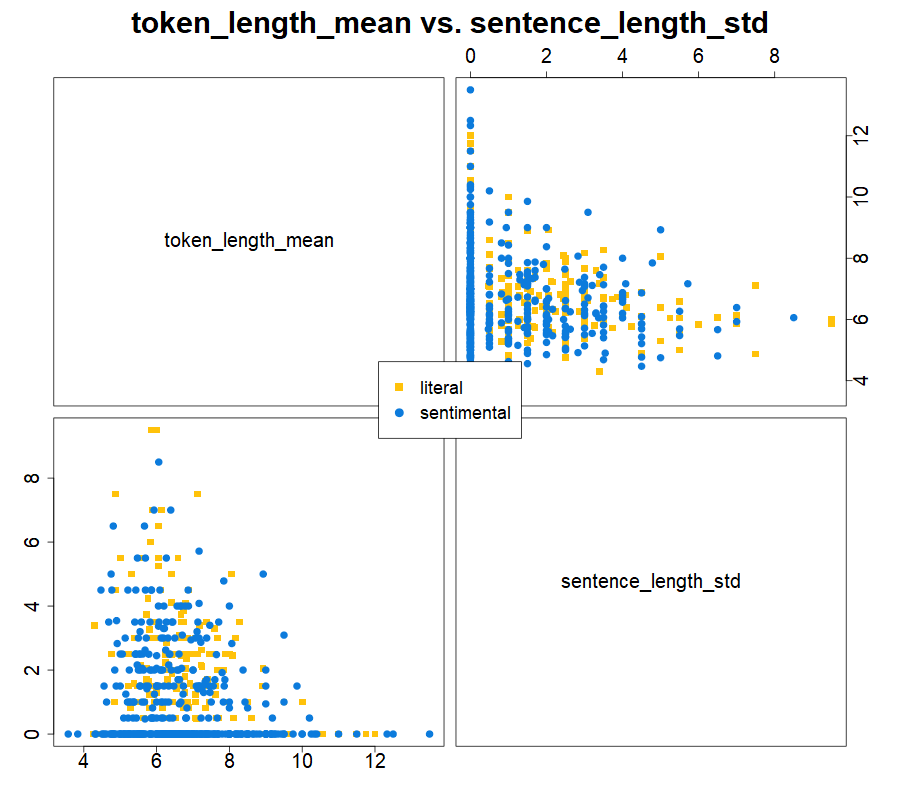 token_length_mean vs. sentence_length_std
0 2 4 6 8
token_length_mean
12
10
8
6
4
literal
sentimental
8
6
4
2
0
sentence_length_std
4 6 8 10 12